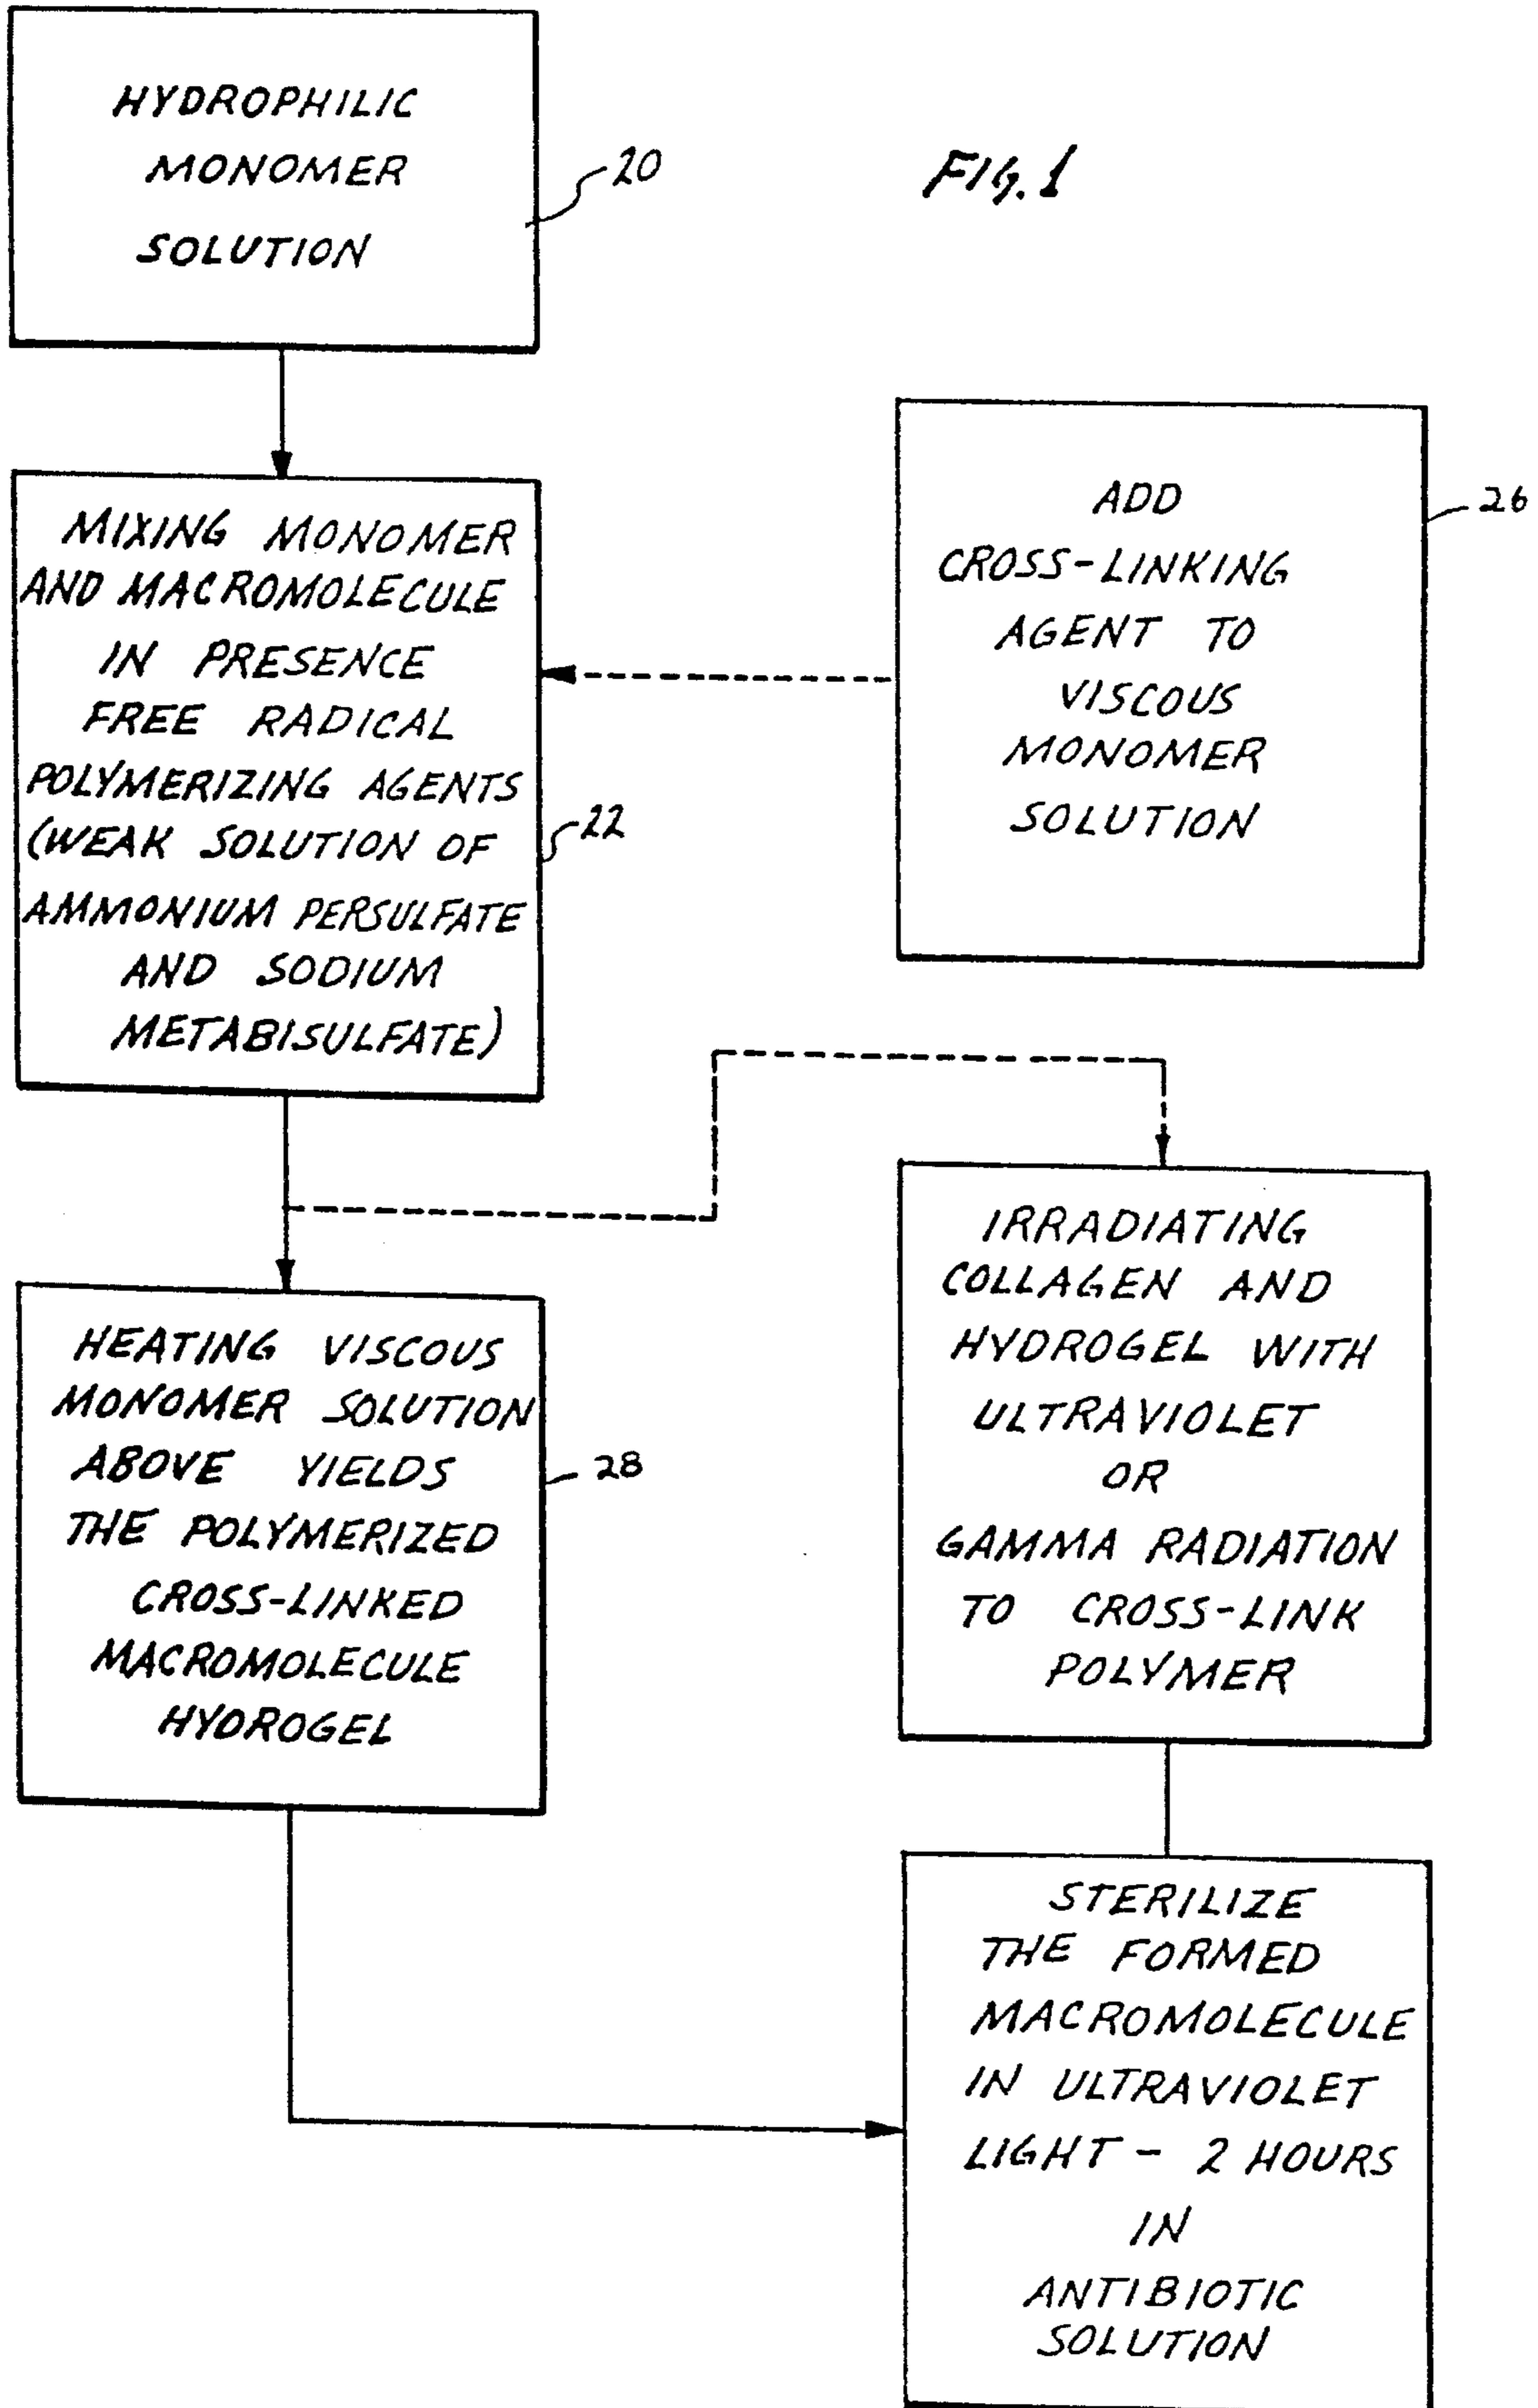 HYDROPHILIC
MONOMER
SOLUTION
20
FIG. 1
MIXING MONOMER
AND MACROMOLECULE
IN PRESENCE
FREE RADICAL
POLYMERIZING AGENTS
(WEAK SOLUTION OF
AMMONIUM PERSULFATE
AND SODIUM
METABISULFATE)
22
ADD
CROSS-LINKING
AGENT TO
VISCOUS
MONOMER
SOLUTION
26
HEATING VISCOUS
MONOMER SOLUTION
ABOVE YIELDS
THE POLYMERIZED
CROSS-LINKED
MACROMOLECULE
HYDROGEL
28
IRRADIATING
COLLAGEN AND
HYDROGEL WITH
ULTRAVIOLET
OR
GAMMA RADIATION
TO CROSS-LINK
POLYMER
STERILIZE
THE FORMED
MACROMOLECULE
IN ULTRAVIOLET
LIGHT - 2 HOURS
IN
ANTIBIOTIC
SOLUTION